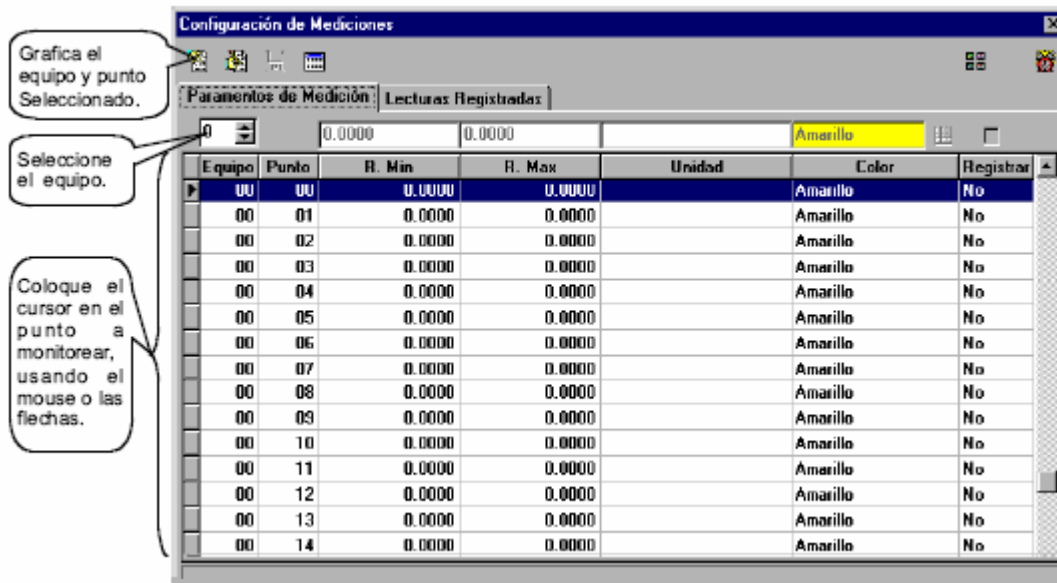 Configuración de Mediciones
Grafica el
equipo y punto
Seleccionado.
Paramentos de Medición
Lecturas Registradas
Seleccione
el equipo.
0 0.0000 0.0000 Amarillo
Equipo Punto R. Min R. Max Unidad Color Registrar
00 00 0.0000 0.0000 Amarillo No
00 01 0.0000 0.0000 Amarillo No
00 02 0.0000 0.0000 Amarillo No
00 03 0.0000 0.0000 Amarillo No
00 04 0.0000 0.0000 Amarillo No
00 05 0.0000 0.0000 Amarillo No
00 06 0.0000 0.0000 Amarillo No
00 07 0.0000 0.0000 Amarillo No
00 08 0.0000 0.0000 Amarillo No
00 09 0.0000 0.0000 Amarillo No
00 10 0.0000 0.0000 Amarillo No
00 11 0.0000 0.0000 Amarillo No
00 12 0.0000 0.0000 Amarillo No
00 13 0.0000 0.0000 Amarillo No
00 14 0.0000 0.0000 Amarillo No
Coloque el
cursor en el
punto a
monitorear,
usando el
mouse o las
flechas.